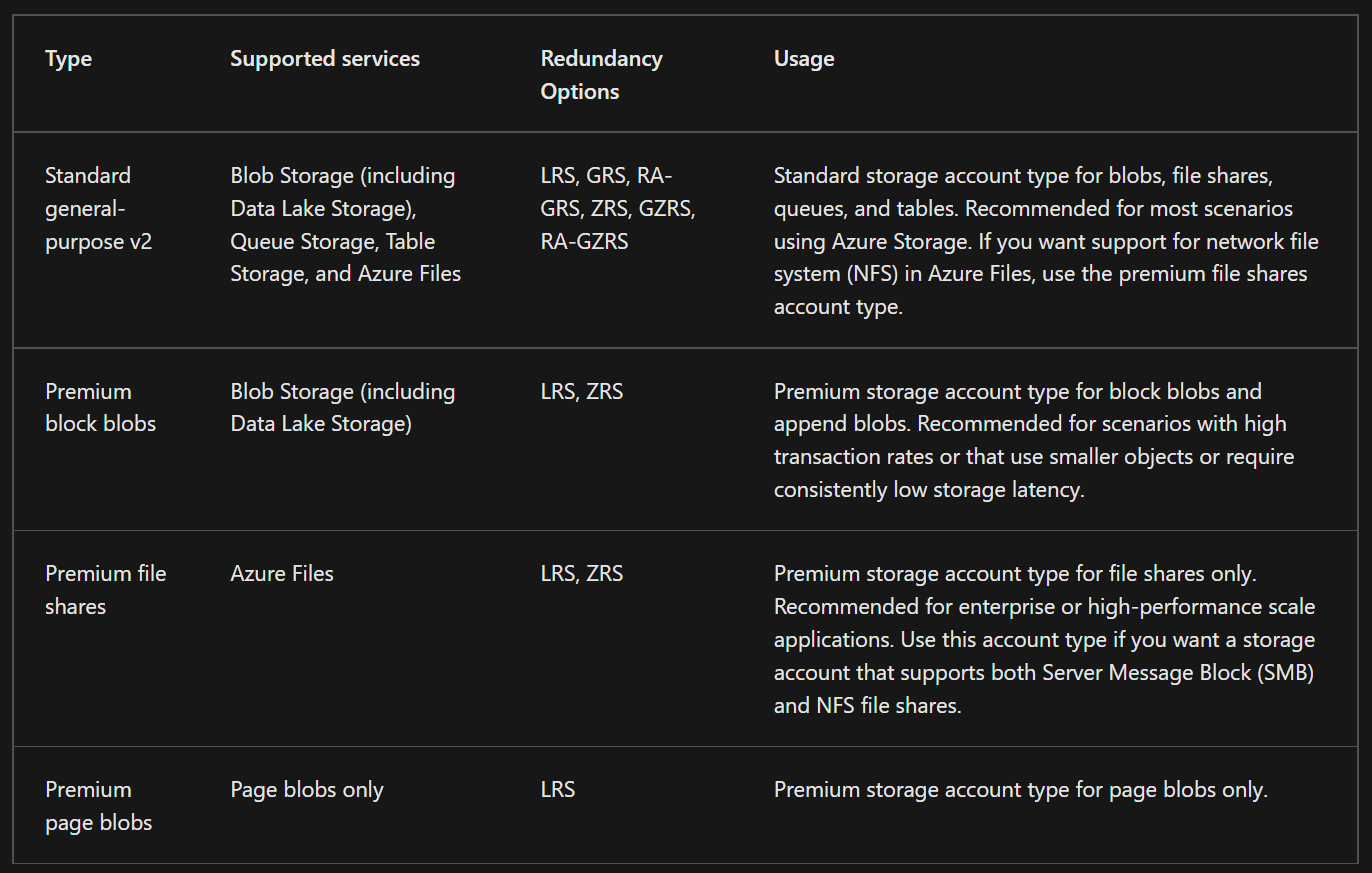 Type
Supported services
Redundancy
Options
Usage
Standard
general-
purpose v2
Blob Storage (including
Data Lake Storage),
Queue Storage, Table
Storage, and Azure Files
LRS, GRS, RA-
GRS, ZRS, GZRS,
RA-GZRS
Standard storage account type for blobs, file shares,
queues, and tables. Recommended for most scenarios
using Azure Storage. If you want support for network file
system (NFS) in Azure Files, use the premium file shares
account type.
Premium
block blobs
Blob Storage (including
Data Lake Storage)
LRS, ZRS
Premium storage account type for block blobs and
append blobs. Recommended for scenarios with high
transaction rates or that use smaller objects or require
consistently low storage latency.
Premium file
shares
Azure Files
LRS, ZRS
Premium storage account type for file shares only.
Recommended for enterprise or high-performance scale
applications. Use this account type if you want a storage
account that supports both Server Message Block (SMB)
and NFS file shares.
Premium
page blobs
Page blobs only
LRS
Premium storage account type for page blobs only.